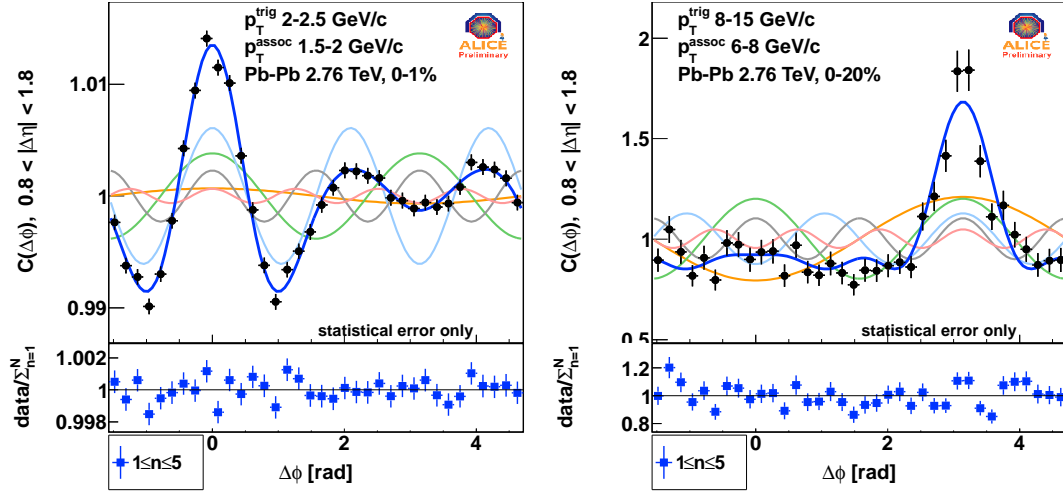 p_T^trig 2-2.5 GeV/c
p_T^assoc 1.5-2 GeV/c
Pb-Pb 2.76 TeV, 0-1%
ALICE
Preliminary
C(Δϕ), 0.8 < |Δη| < 1.8
1.01
1
0.99
statistical error only
data/Σ_{n=1}^N
1.002
1
0.998
0 2 4
1≤n≤5
Δϕ [rad]
p_T^trig 8-15 GeV/c
p_T^assoc 6-8 GeV/c
Pb-Pb 2.76 TeV, 0-20%
ALICE
Preliminary
C(Δϕ), 0.8 < |Δη| < 1.8
2
1.5
1
0.5
statistical error only
data/Σ_{n=1}^N
1.2
1
0.8
0 2 4
1≤n≤5
Δϕ [rad]